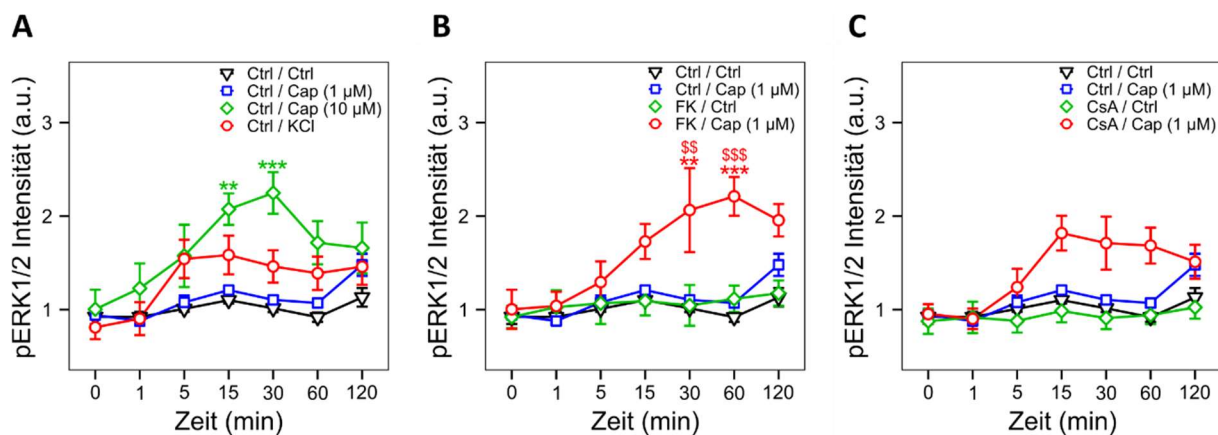 A
Ctrl / Ctrl
Ctrl / Cap (1 µM)
Ctrl / Cap (10 µM)
Ctrl / KCl
pERK1/2 Intensität (a.u.)
3
2
1
** ***
0 1 5 15 30 60 120
Zeit (min)
B
Ctrl / Ctrl
Ctrl / Cap (1 µM)
FK / Ctrl
FK / Cap (1 µM)
pERK1/2 Intensität (a.u.)
3
2
1
$$ $$$
** ***
0 1 5 15 30 60 120
Zeit (min)
C
Ctrl / Ctrl
Ctrl / Cap (1 µM)
CsA / Ctrl
CsA / Cap (1 µM)
pERK1/2 Intensität (a.u.)
3
2
1
0 1 5 15 30 60 120
Zeit (min)